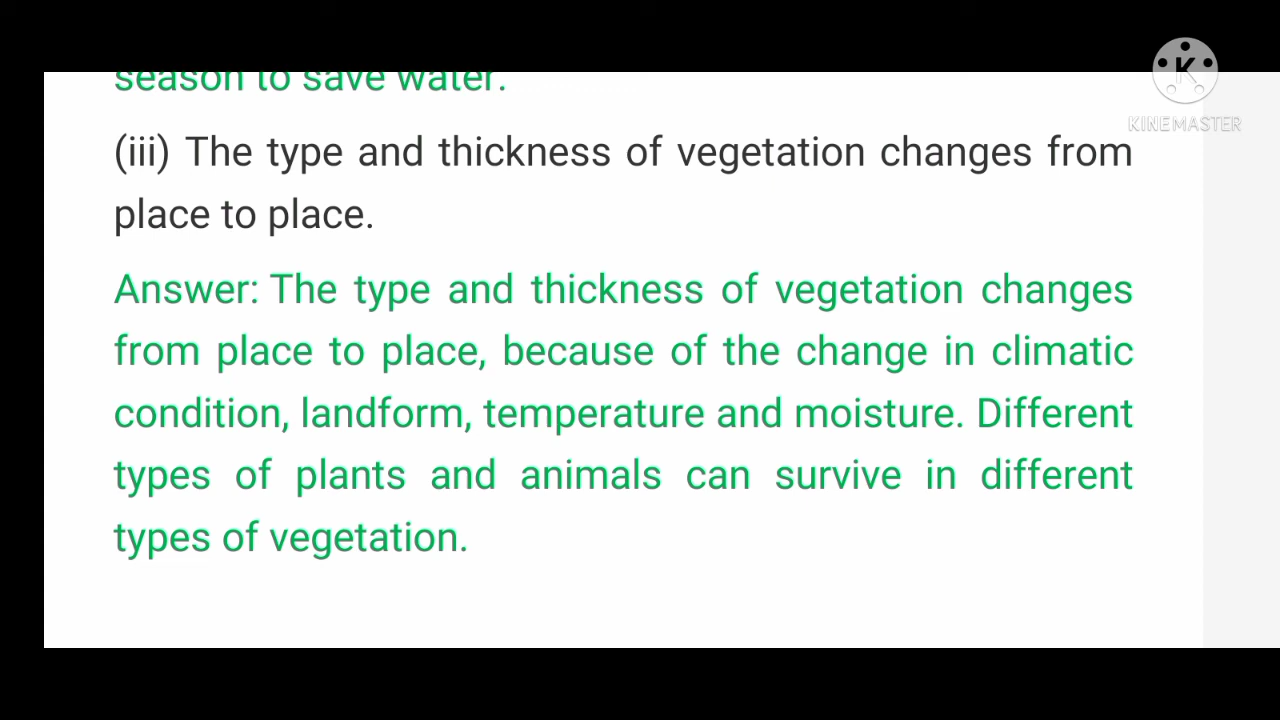 season to save water.
KINEMASTER
(iii) The type and thickness of vegetation changes from
place to place.
Answer: The type and thickness of vegetation changes
from place to place, because of the change in climatic
condition, landform, temperature and moisture. Different
types of plants and animals can survive in different
types of vegetation.